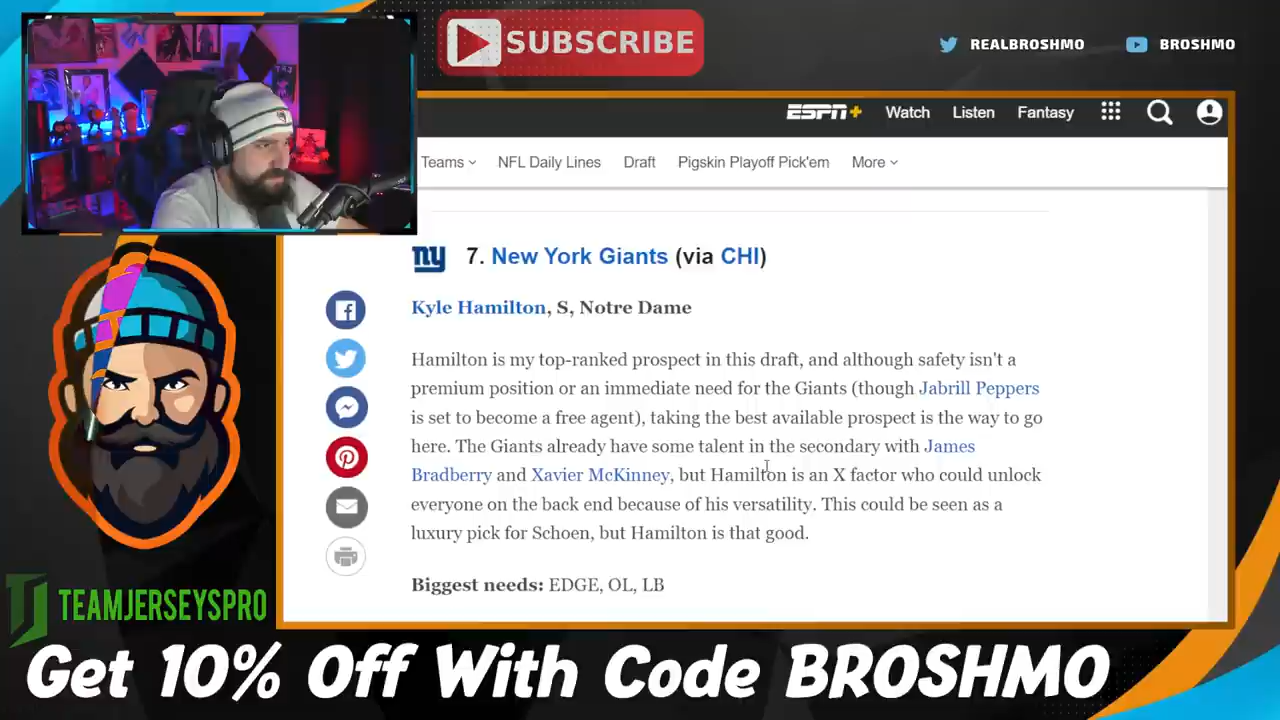 SUBSCRIBE
REALBROSHMO
BROSHMO
ESPN+
Watch
Listen
Fantasy
Teams
NFL Daily Lines
Draft
Pigskin Playoff Pick'em
More
ny
7. New York Giants (via CHI)
Kyle Hamilton, S, Notre Dame
Hamilton is my top-ranked prospect in this draft, and although safety isn't a
premium position or an immediate need for the Giants (though Jabrill Peppers
is set to become a free agent), taking the best available prospect is the way to go
here. The Giants already have some talent in the secondary with James
Bradberry and Xavier McKinney, but Hamilton is an X factor who could unlock
everyone on the back end because of his versatility. This could be seen as a
luxury pick for Schoen, but Hamilton is that good.
Biggest needs: EDGE, OL, LB
TJ TEAMJERSEYSPRO
Get 10% Off With Code BROSHMO